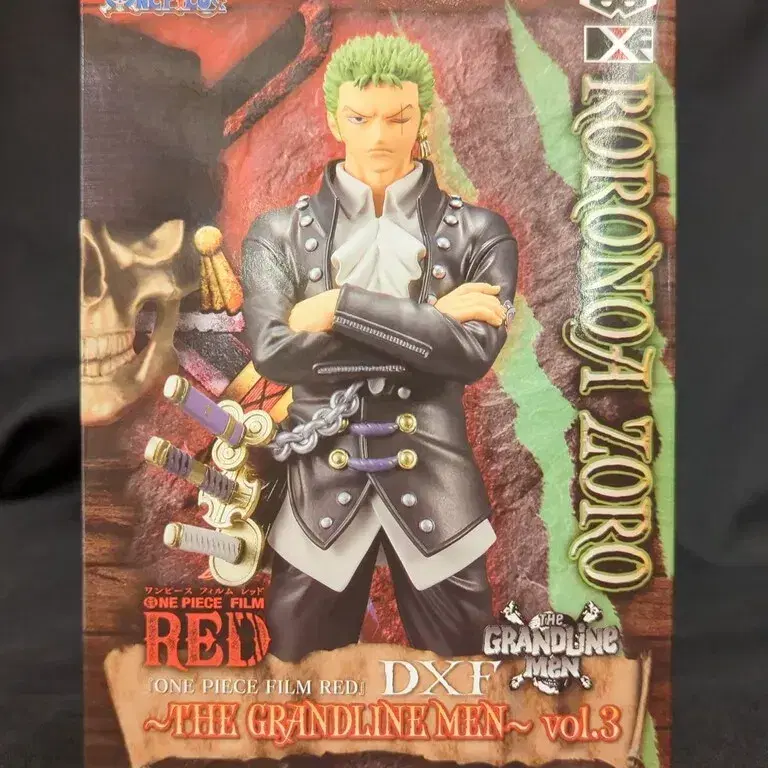 ONE PIECE
RORONOA ZORO
ワンピース フィルム レッド
ONE PIECE FILM
RED
THE
GRANDLINE
MEN
『ONE PIECE FILM RED』 DXF
~THE GRANDLINE MEN~ vol.3